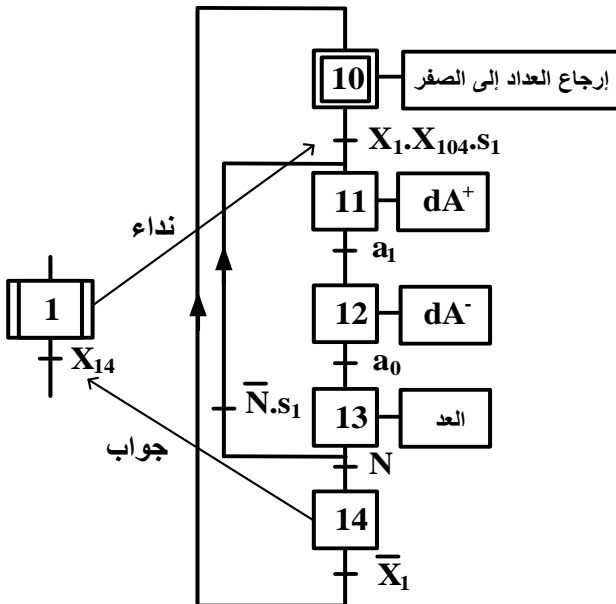 10
إرجاع العداد إلى الصفر
X₁.X₁₀₄.s₁
11
dA⁺
نداء
a₁
1
12
dA⁻
X₁₄
a₀
N̅.s₁
13
العد
جواب
N
14
X̅₁